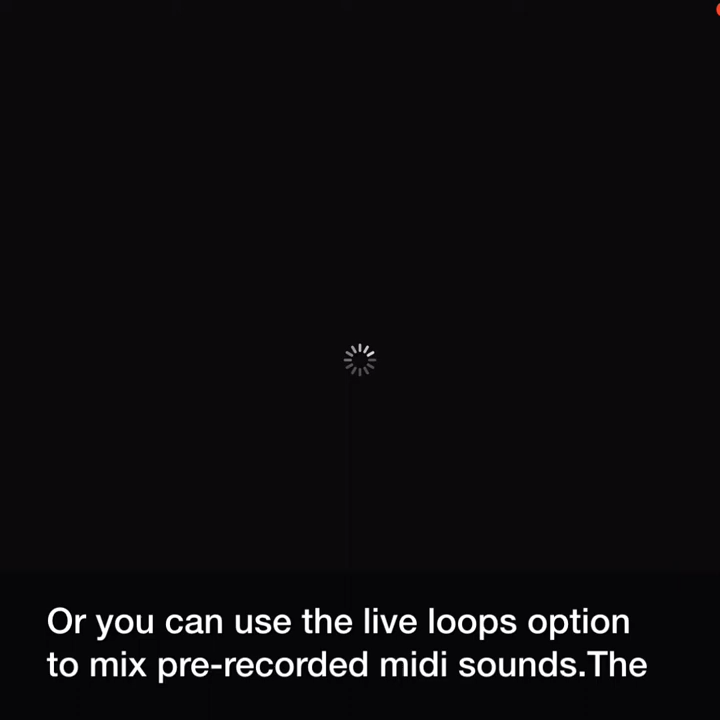 Or you can use the live loops option
to mix pre-recorded midi sounds.The